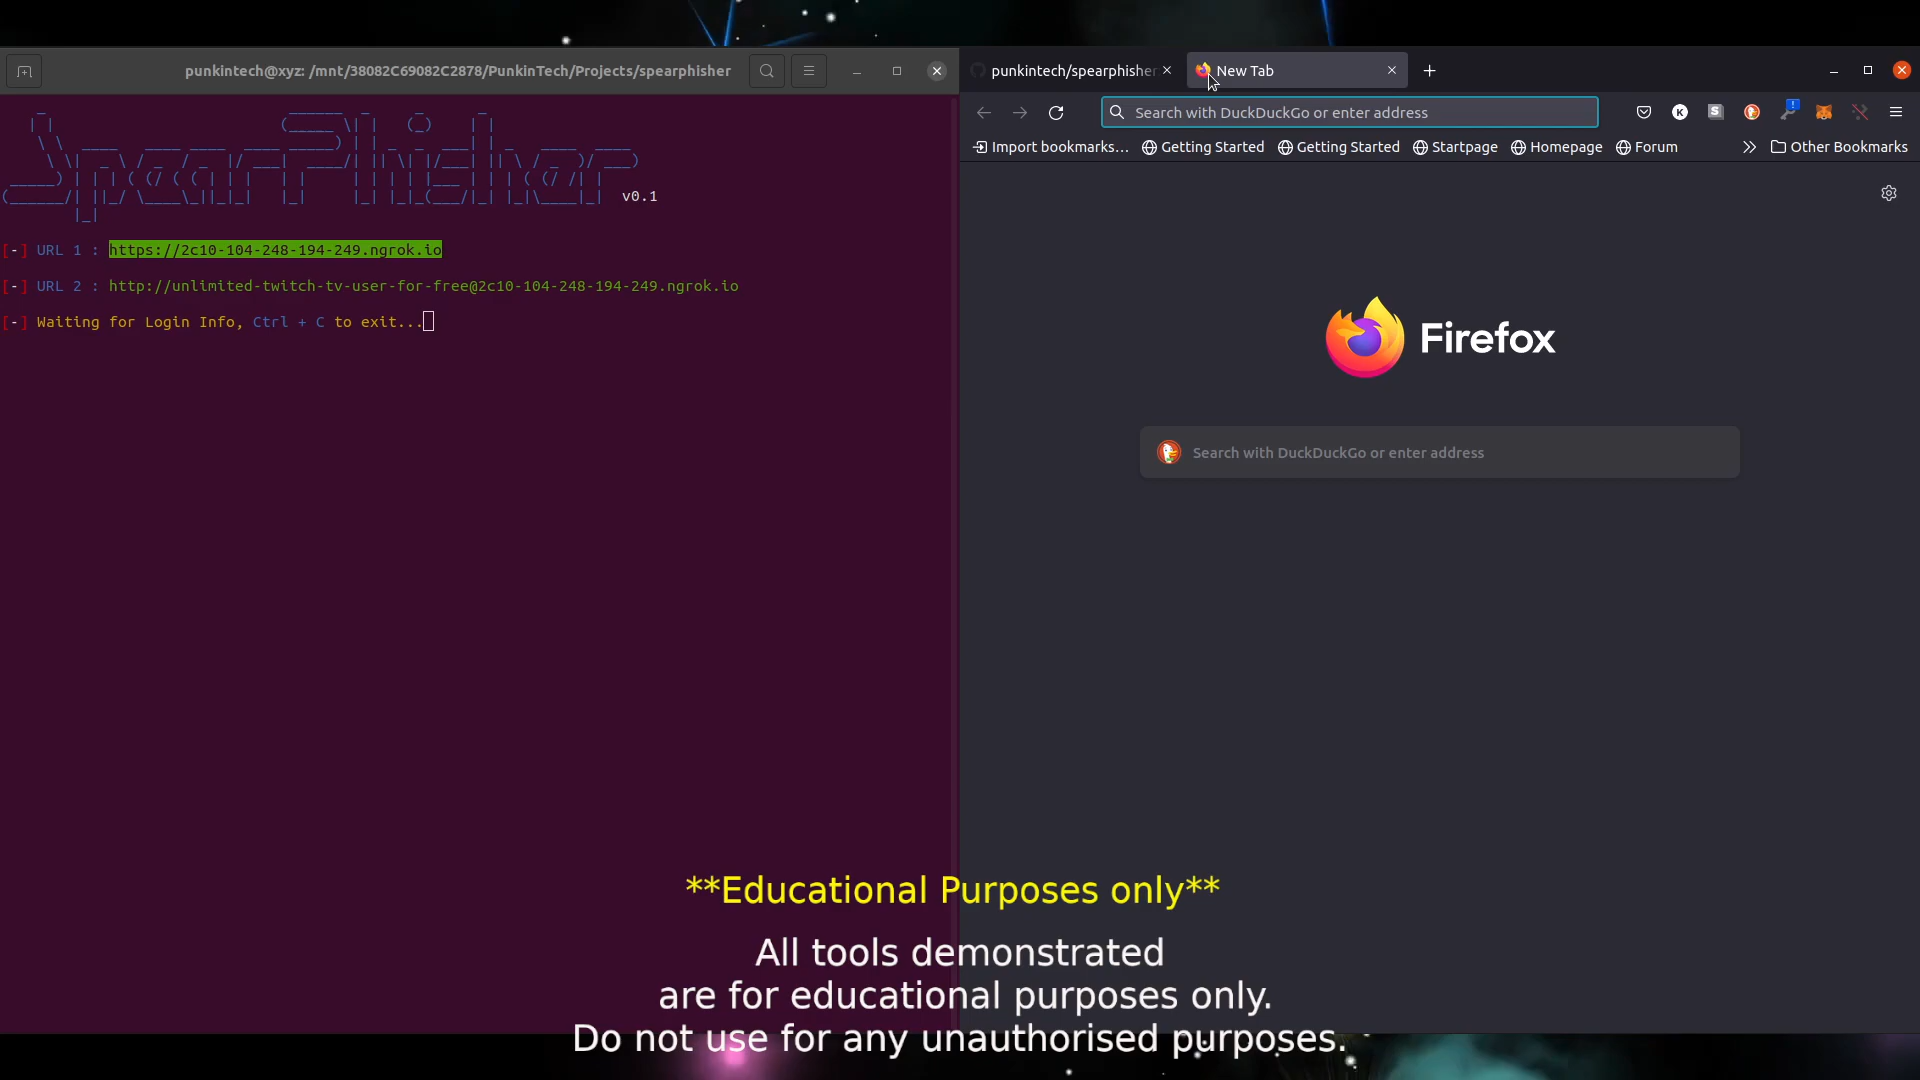 punkintech@xyz: /mnt/38082C69082C2878/PunkinTech/Projects/spearphisher
v0.1
[-] URL 1 : https://2c10-104-248-194-249.ngrok.io
[-] URL 2 : http://unlimited-twitch-tv-user-for-free@2c10-104-248-194-249.ngrok.io
[-] Waiting for Login Info, Ctrl + C to exit...
punkintech/spearphisher
New Tab
Search with DuckDuckGo or enter address
Import bookmarks... Getting Started Getting Started Startpage Homepage Forum Other Bookmarks
Firefox
Search with DuckDuckGo or enter address
**Educational Purposes only**
All tools demonstrated
are for educational purposes only.
Do not use for any unauthorised purposes.